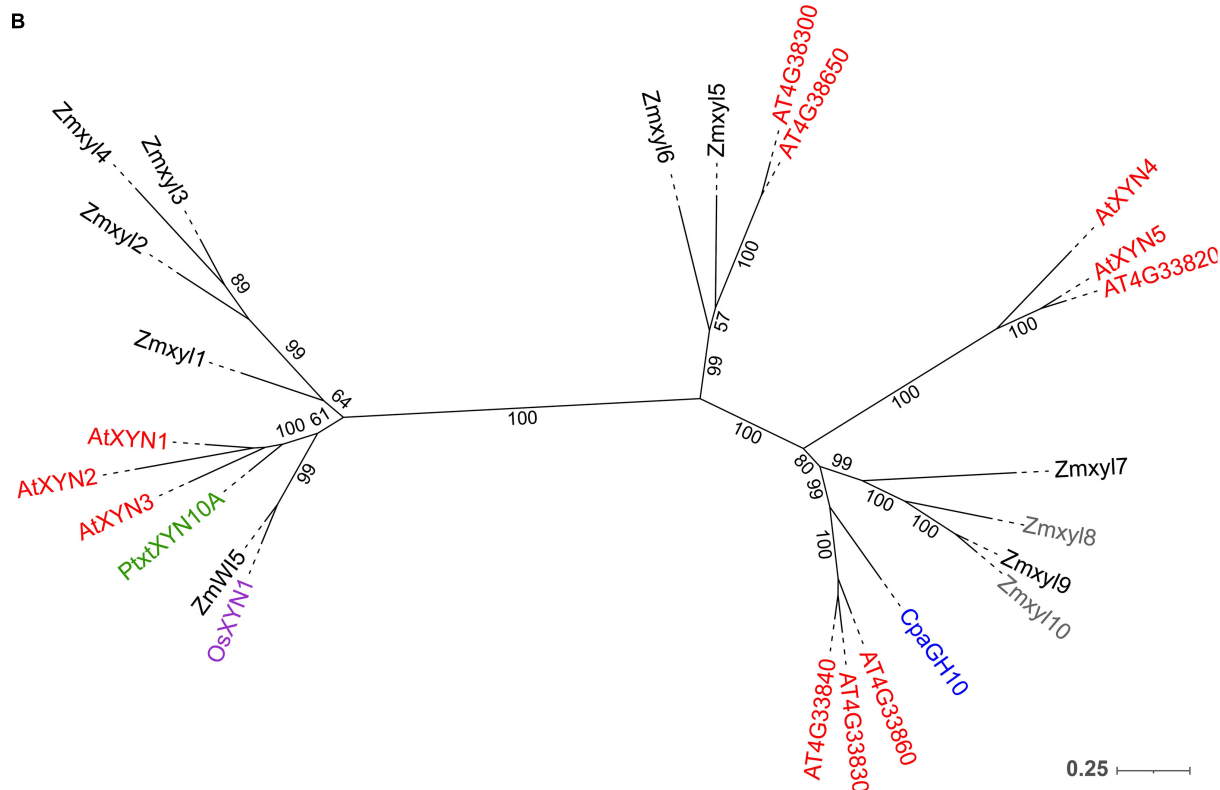 B
AT4G38300
AT4G38650
Zmxyl5
Zmxyl6
Zmxyl4
Zmxyl3
Zmxyl2
AtXYN4
AtXYN5
AT4G33820
100
89
57
100
99
99
Zmxyl1
64
100
61
100
100
100
AtXYN1
AtXYN2
AtXYN3
PtxtXYN10A
99
ZmWI5
OsXYN1
80
99
99
Zmxyl7
100
100
Zmxyl8
Zmxyl9
Zmxyl10
100
CpaGH10
AT4G33840
AT4G33830
AT4G33860
0.25